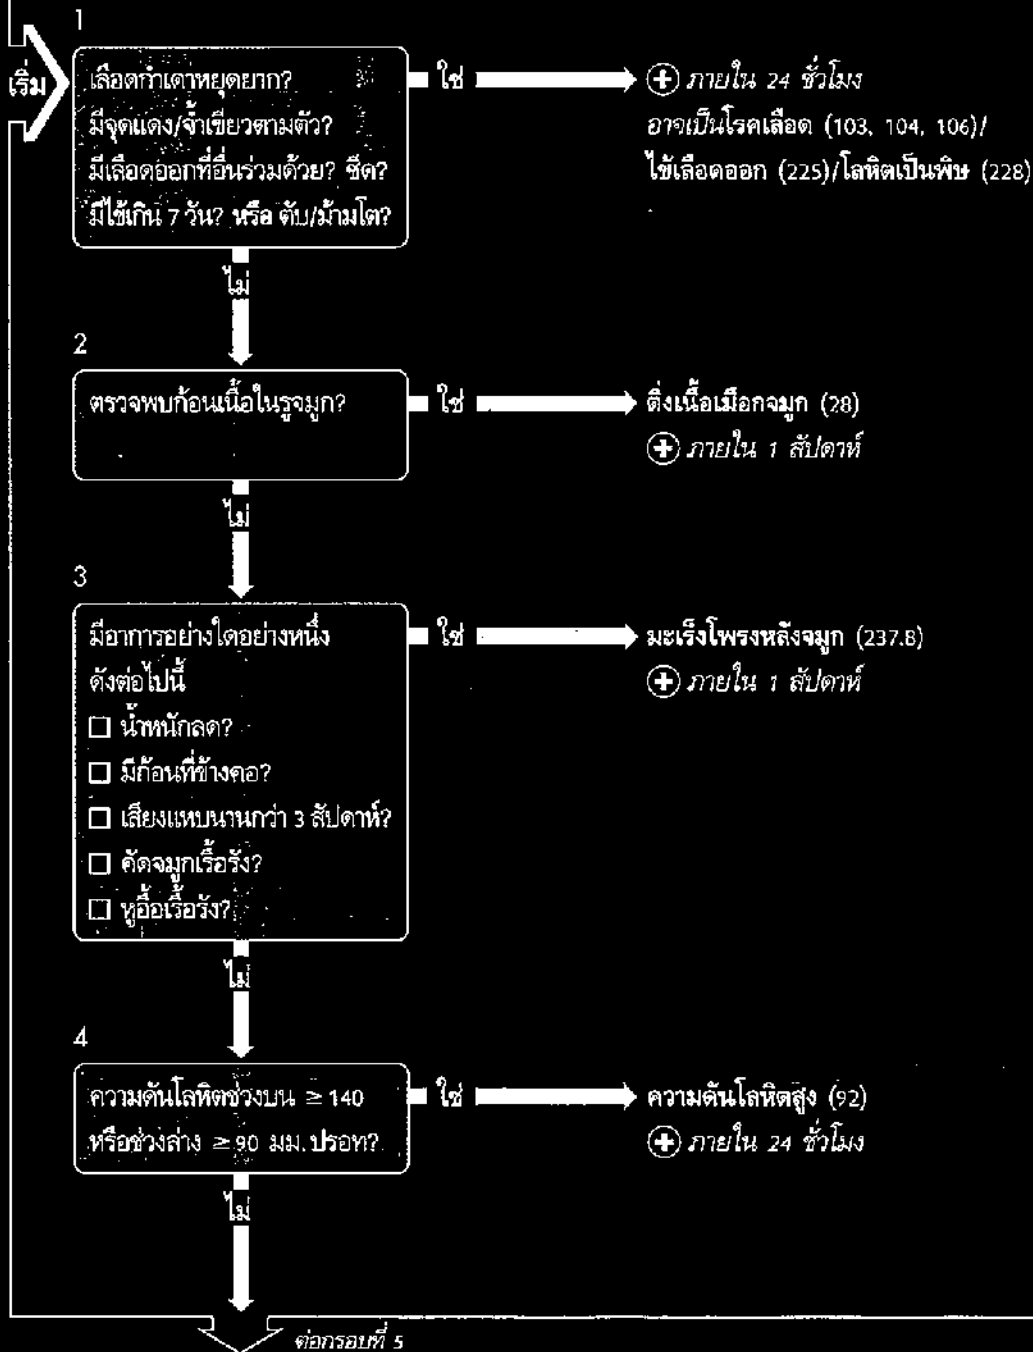 1
เริ่ม
เลือดกำเดาหยุดยาก?
มีจุดแดง/จ้ำเขียวตามตัว?
มีเลือดออกที่อื่นร่วมด้วย? ซีด?
มีไข้เกิน 7 วัน? หรือ ตับ/ม้ามโต?
ใช่
ภายใน 24 ชั่วโมง
อาจเป็นโรคเลือด (103, 104, 106)/
ไข้เลือดออก (225)/โลหิตเป็นพิษ (228)
ไม่
2
ตรวจพบก้อนเนื้อในรูจมูก?
ใช่
ติ่งเนื้อเมือกจมูก (28)
ภายใน 1 สัปดาห์
ไม่
3
มีอาการอย่างใดอย่างหนึ่ง
ดังต่อไปนี้
น้ำหนักลด?
มีก้อนที่ข้างคอ?
เสียงแหบนานกว่า 3 สัปดาห์?
คัดจมูกเรื้อรัง?
หูอื้อเรื้อรัง?
ใช่
มะเร็งโพรงหลังจมูก (237.8)
ภายใน 1 สัปดาห์
ไม่
4
ความดันโลหิตช่วงบน ≥ 140
หรือช่วงล่าง ≥ 90 มม. ปรอท?
ใช่
ความดันโลหิตสูง (92)
ภายใน 24 ชั่วโมง
ไม่
ต่อกรอบที่ 5